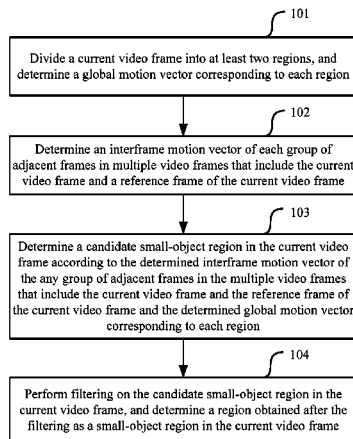 101
Divide a current video frame into at least two regions, and
determine a global motion vector corresponding to each region
102
Determine an interframe motion vector of each group of
adjacent frames in multiple video frames that include the current
video frame and a reference frame of the current video frame
103
Determine a candidate small-object region in the current video
frame according to the determined interframe motion vector of
the any group of adjacent frames in the multiple video frames
that include the current video frame and the reference frame of
the current video frame and the determined global motion vector
corresponding to each region
104
Perform filtering on the candidate small-object region in the
current video frame, and determine a region obtained after the
filtering as a small-object region in the current video frame